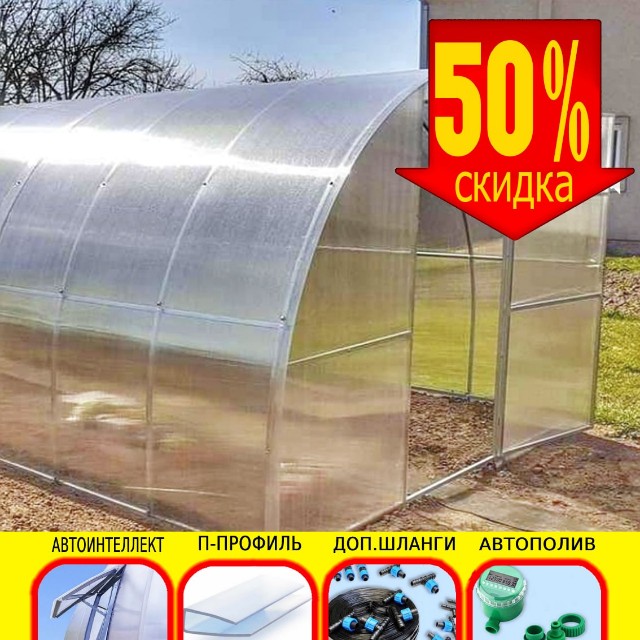 50%
скидка
АВТОИНТЕЛЛЕКТ
П-ПРОФИЛЬ
ДОП.ШЛАНГИ
АВТОПОЛИВ